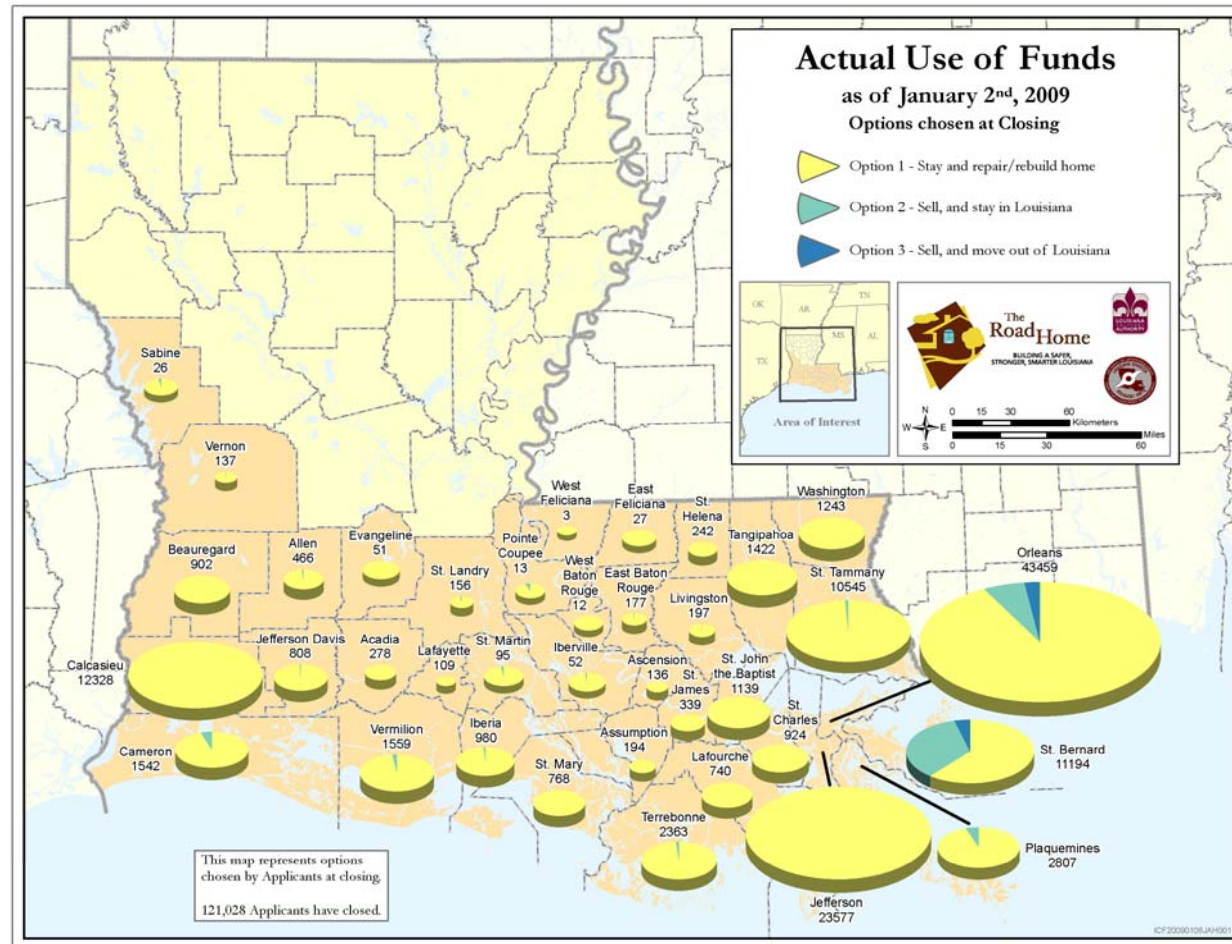 Actual Use of Funds
as of January 2nd, 2009
Options chosen at Closing
Option 1 - Stay and repair/rebuild home
Option 2 - Sell, and stay in Louisiana
Option 3 - Sell, and move out of Louisiana
OK
AR
TN
TX
MS
AL
Area of Interest
The
Road Home
BUILDING A SAFER,
STRONGER, SMARTER LOUISIANA
LOUISIANA
AUTHORITY
N
W
E
S
0 15 30 60
Kilometers
0 15 30 60
Miles
Sabine
26
Vernon
137
Beauregard
902
Allen
466
Evangeline
51
St. Landry
156
Pointe
Coupee
13
West
Feliciana
3
East
Feliciana
27
St.
Helena
242
Tangipahoa
1422
Washington
1243
West
Baton
Rouge
12
East Baton
Rouge
177
Livingston
197
St. Tammany
10545
Orleans
43459
Calcasieu
12328
Jefferson Davis
808
Acadia
278
Lafayette
109
St. Martin
95
Iberville
52
Ascension
136
St.
James
339
St. John
the Baptist
1139
St.
Charles
924
Cameron
1542
Vermilion
1559
Iberia
980
St. Mary
768
Assumption
194
Lafourche
740
Terrebonne
2363
St. Bernard
11194
Plaquemines
2807
Jefferson
23577
This map represents options
chosen by Applicants at closing.
121,028 Applicants have closed.
ICF20090106JAH001